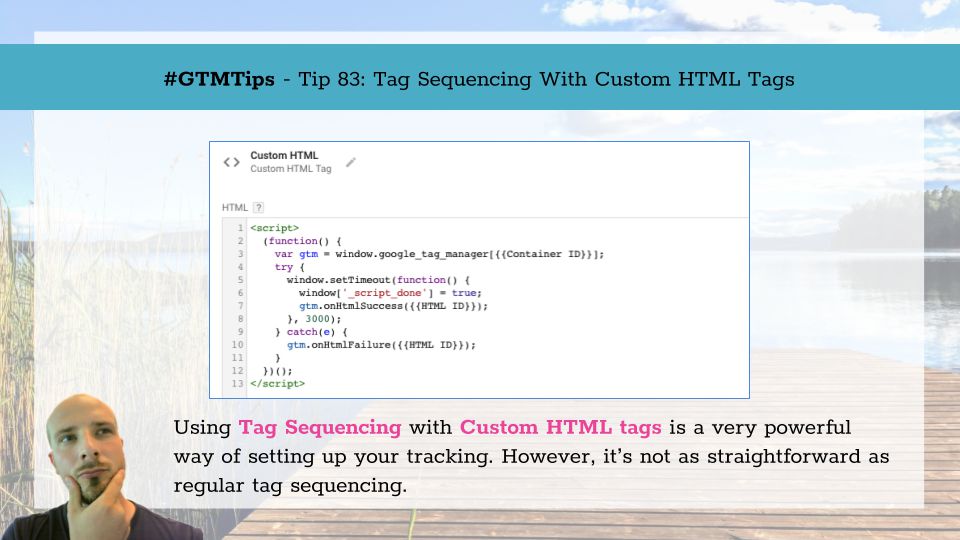 #GTMTips - Tip 83: Tag Sequencing With Custom HTML Tags
Custom HTML
Custom HTML Tag
HTML ?
1 <script>
2 (function() {
3 var gtm = window.google_tag_manager[{{Container ID}}];
4 try {
5 window.setTimeout(function() {
6 window['_script_done'] = true;
7 gtm.onHtmlSuccess({{HTML ID}});
8 }, 3000);
9 } catch(e) {
10 gtm.onHtmlFailure({{HTML ID}});
11 }
12 })();
13 </script>
Using Tag Sequencing with Custom HTML tags is a very powerful
way of setting up your tracking. However, it’s not as straightforward as
regular tag sequencing.